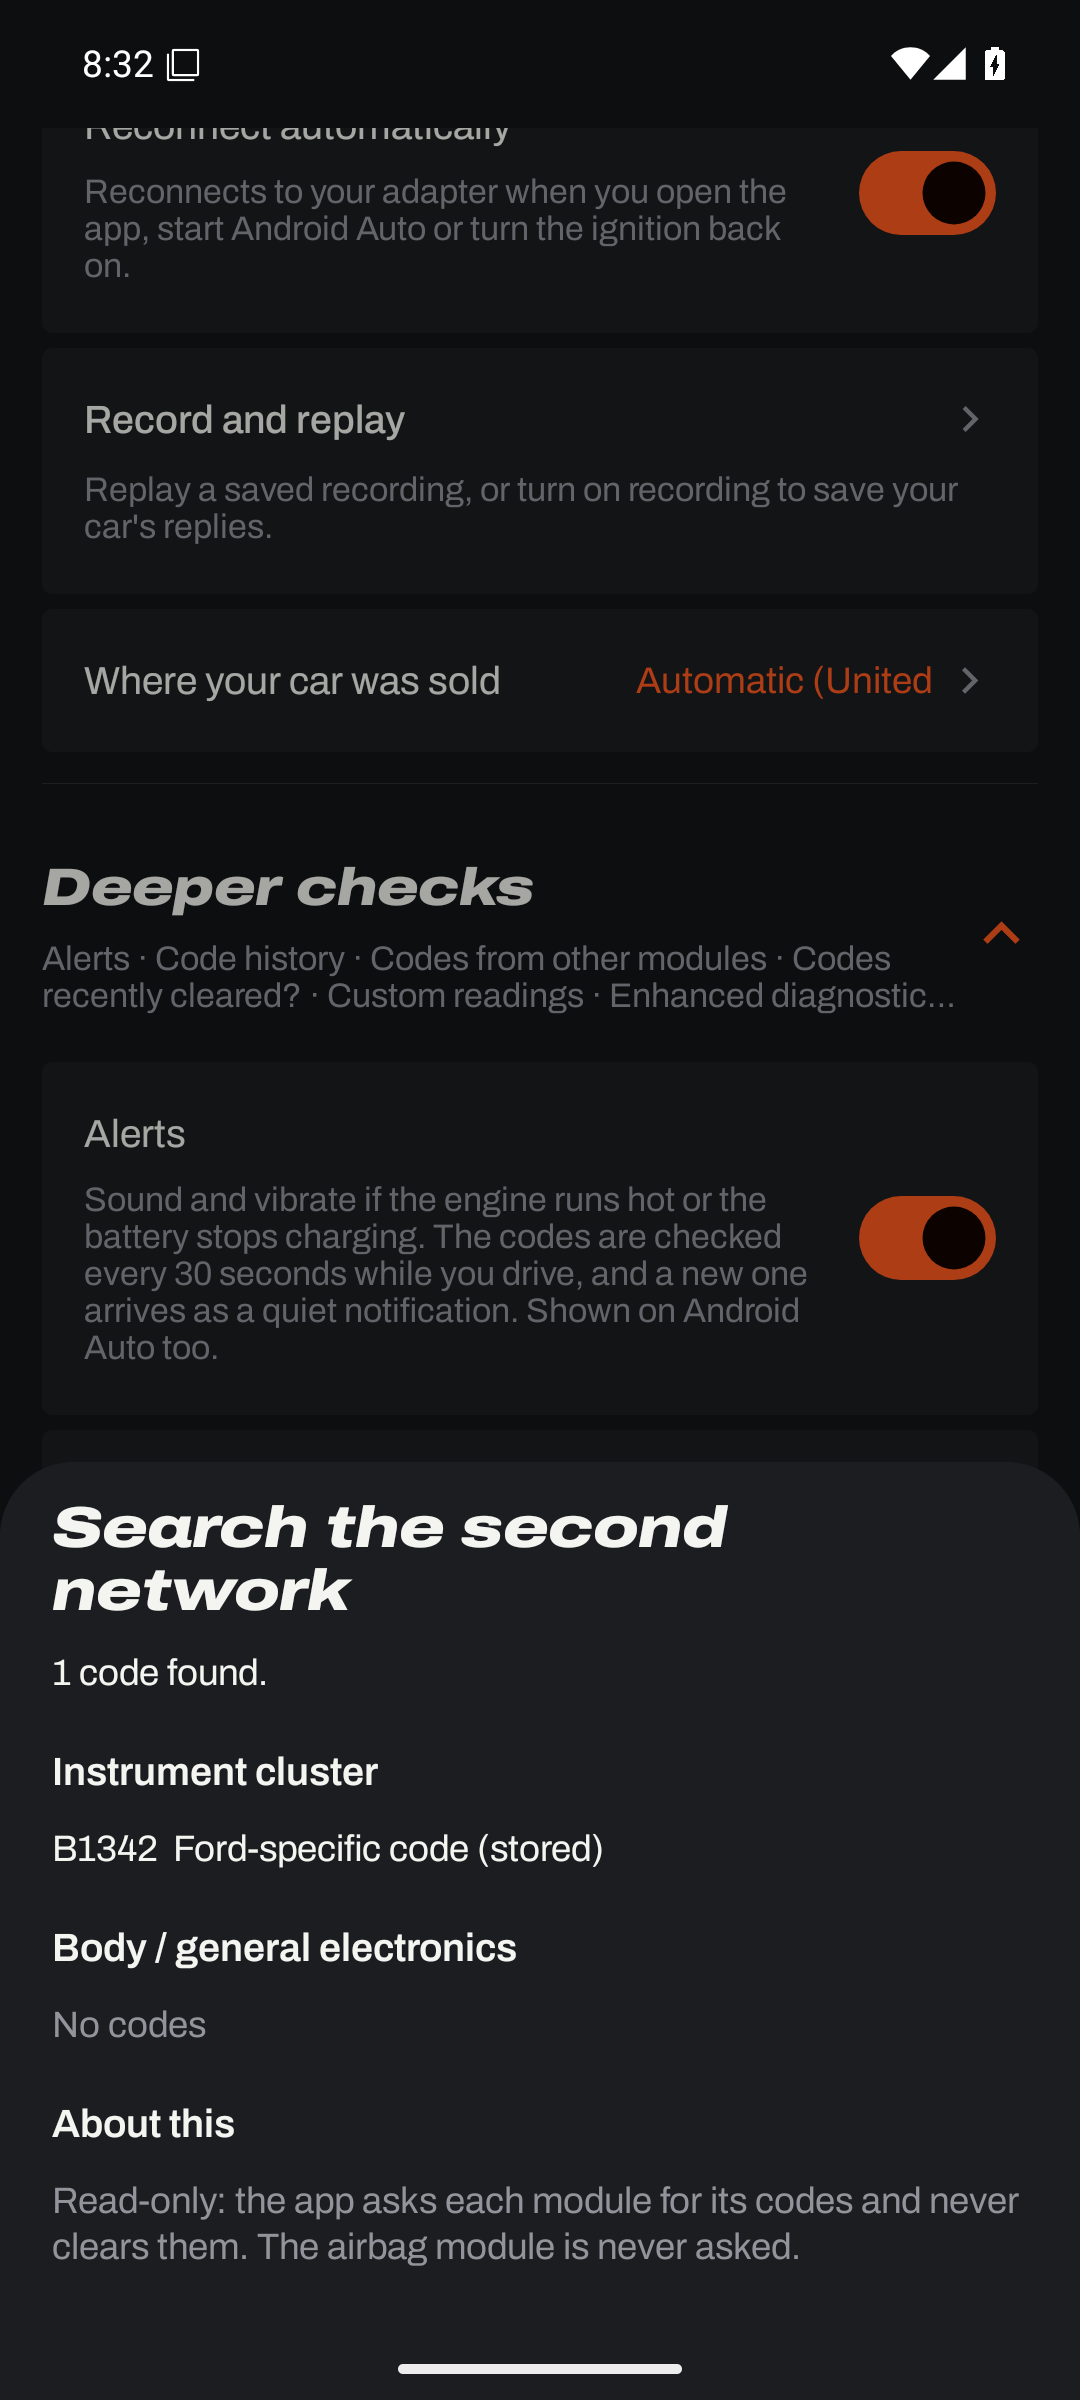 8:32
Reconnect automatically
Reconnects to your adapter when you open the
app, start Android Auto or turn the ignition back
on.
Record and replay
Replay a saved recording, or turn on recording to save your
car's replies.
Where your car was sold
Automatic (United
Deeper checks
Alerts · Code history · Codes from other modules · Codes
recently cleared? · Custom readings · Enhanced diagnostic…
Alerts
Sound and vibrate if the engine runs hot or the
battery stops charging. The codes are checked
every 30 seconds while you drive, and a new one
arrives as a quiet notification. Shown on Android
Auto too.
Search the second
network
1 code found.
Instrument cluster
B1342  Ford-specific code (stored)
Body / general electronics
No codes
About this
Read-only: the app asks each module for its codes and never
clears them. The airbag module is never asked.